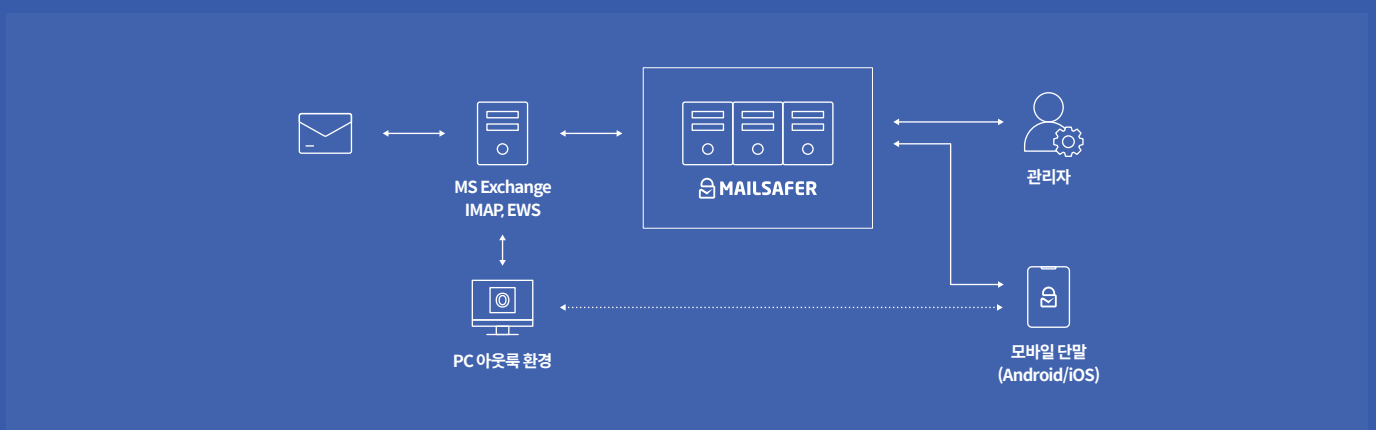 MS Exchange
IMAP, EWS
MAILSAFER
관리자
PC 아웃룩 환경
모바일 단말
(Android/iOS)